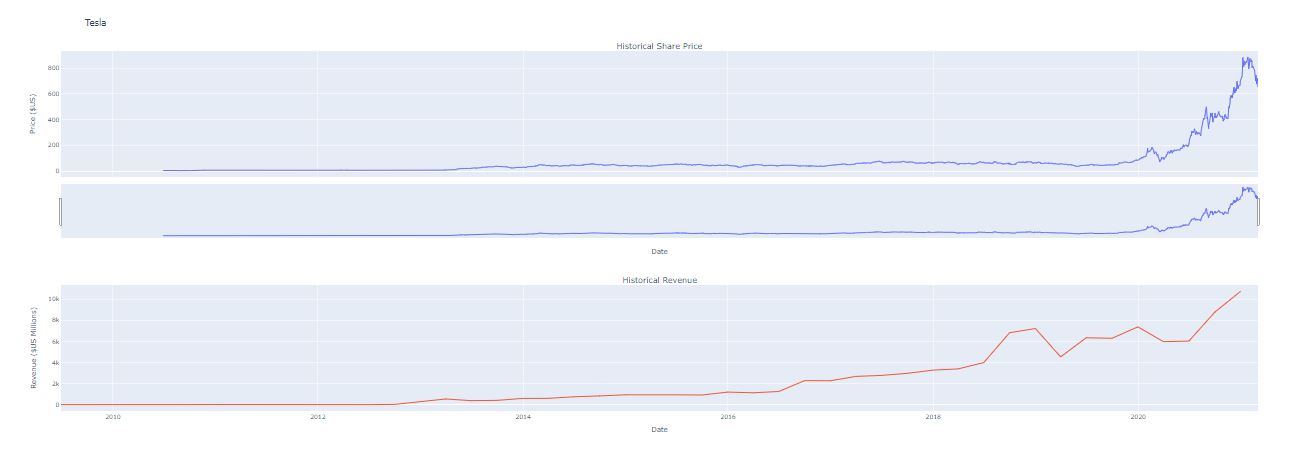 Tesla
Historical Share Price
800
600
400
200
0
Price ($US)
Date
Historical Revenue
10k
8k
6k
4k
2k
0
Revenue ($US Millions)
2010 2012 2014 2016 2018 2020
Date